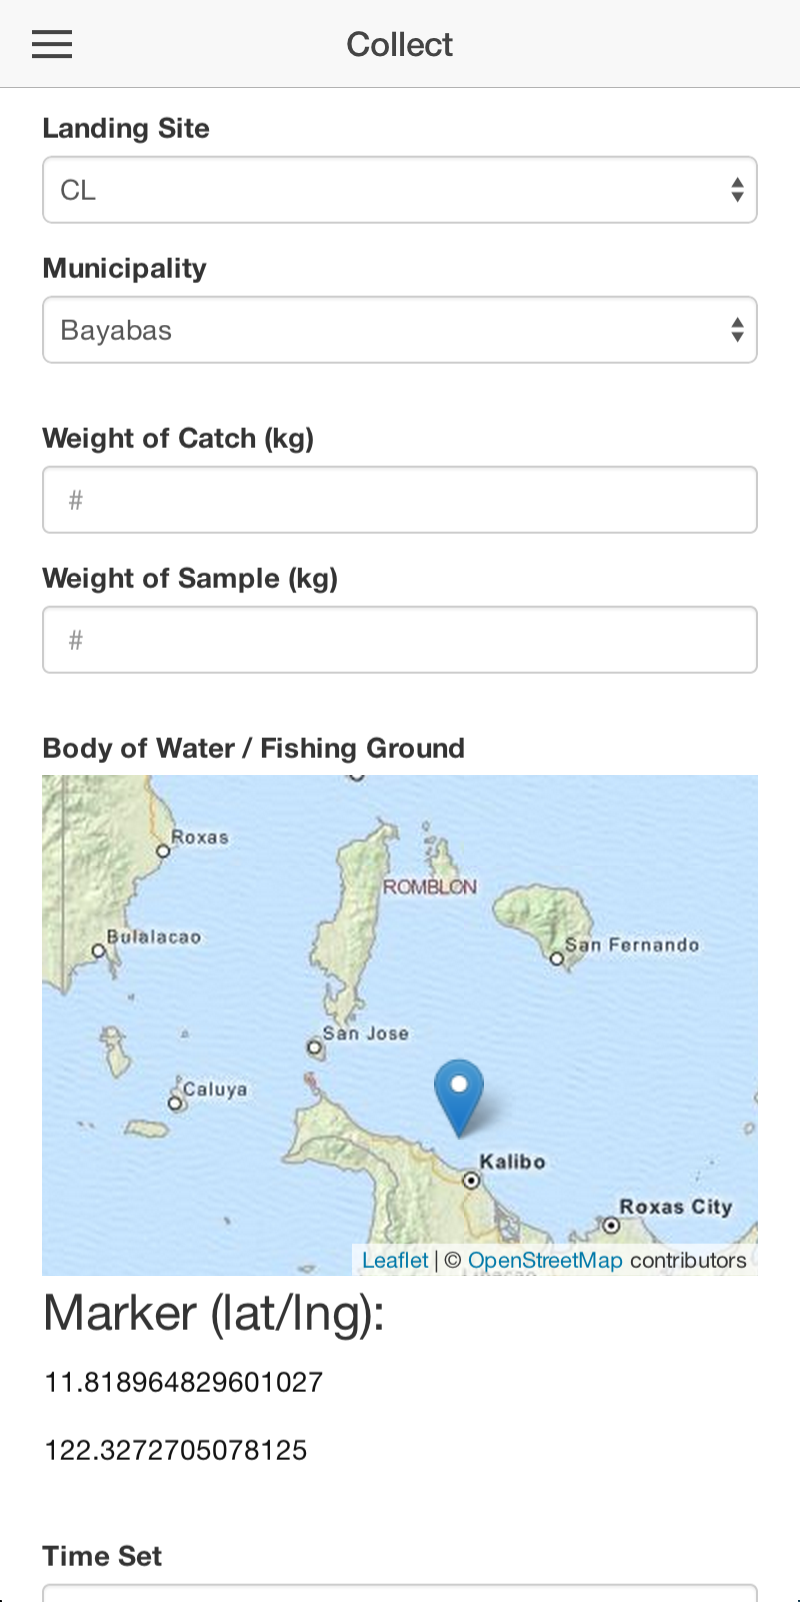 Collect
Landing Site
CL
Municipality
Bayabas
Weight of Catch (kg)
#
Weight of Sample (kg)
#
Body of Water / Fishing Ground
Roxas
ROMBLON
Bulalacao
San Fernando
San Jose
Caluya
Kalibo
Roxas City
Leaflet | © OpenStreetMap contributors
Marker (lat/lng):
11.818964829601027
122.3272705078125
Time Set